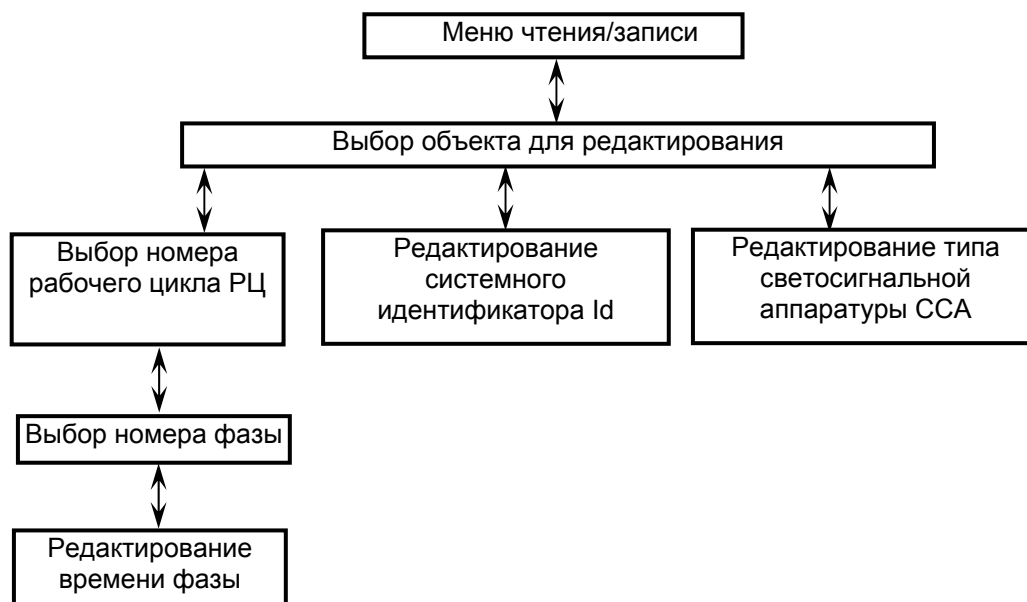 Меню чтения/записи
Выбор объекта для редактирования
Выбор номера
рабочего цикла РЦ
Редактирование
системного
идентификатора Id
Редактирование типа
светосигнальной
аппаратуры ССА
Выбор номера фазы
Редактирование
времени фазы